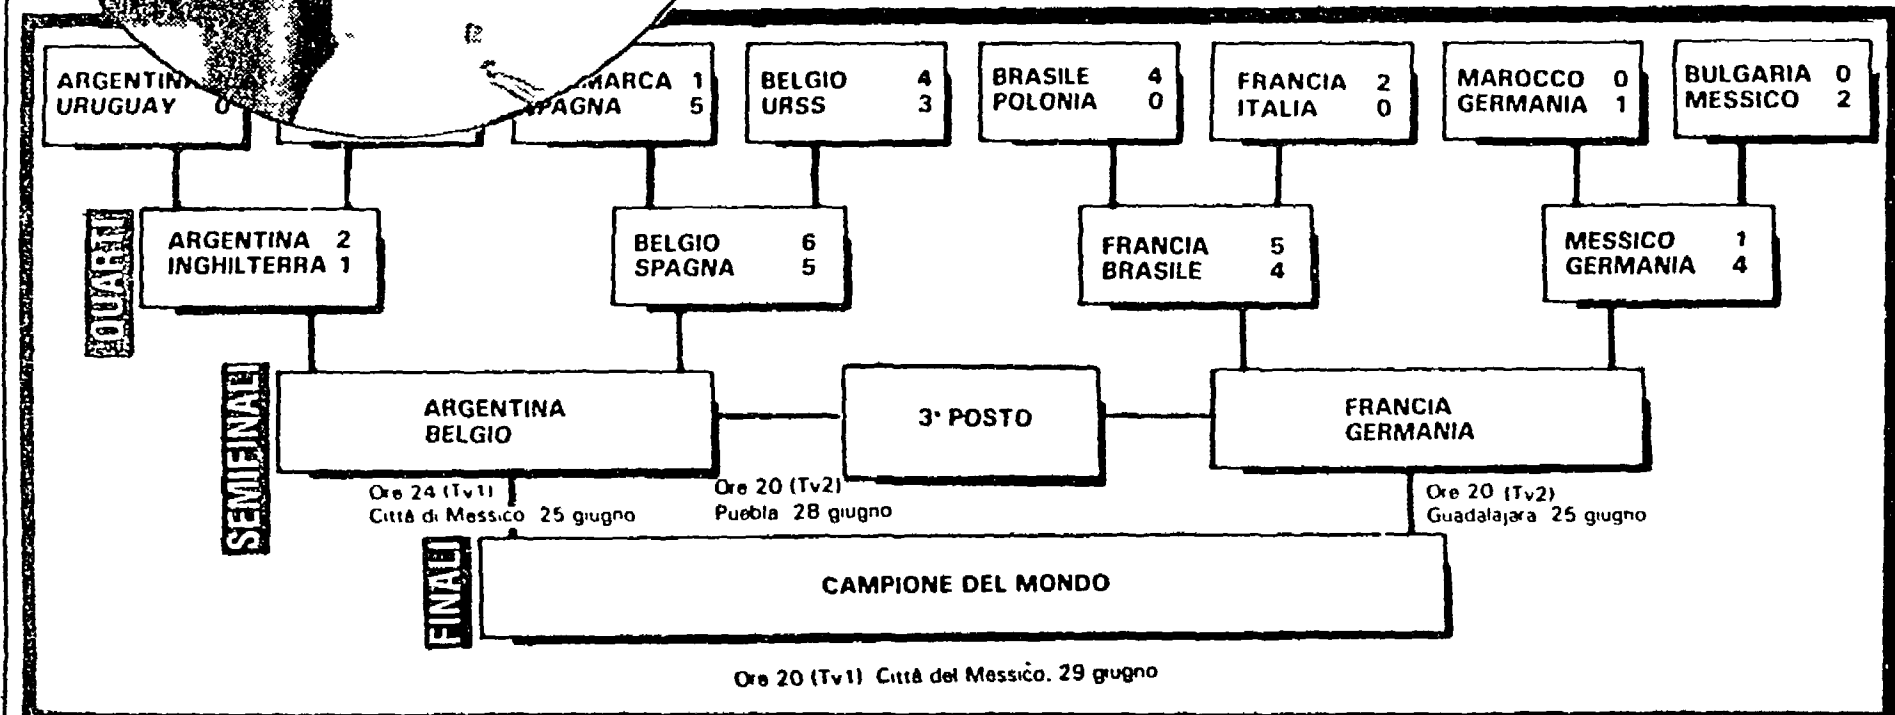 URUGUAY 0
MARCA 1
PAGNA 5
BELGIO 4
URSS 3
BRASILE 4
POLONIA 0
FRANCIA 2
ITALIA 0
MAROCCO 0
GERMANIA 1
BULGARIA 0
MESSICO 2
QUARTI
ARGENTINA 2
INGHILTERRA 1
BELGIO 6
SPAGNA 5
FRANCIA 5
BRASILE 4
MESSICO 1
GERMANIA 4
SEMIFINALI
ARGENTINA
BELGIO
3° POSTO
FRANCIA
GERMANIA
Ore 24 (Tv1)
Città di Messico 25 giugno
Ore 20 (Tv2)
Puebla 28 giugno
Ore 20 (Tv2)
Guadalajara 25 giugno
FINALI
CAMPIONE DEL MONDO
Ore 20 (Tv1) Città del Messico. 29 giugno